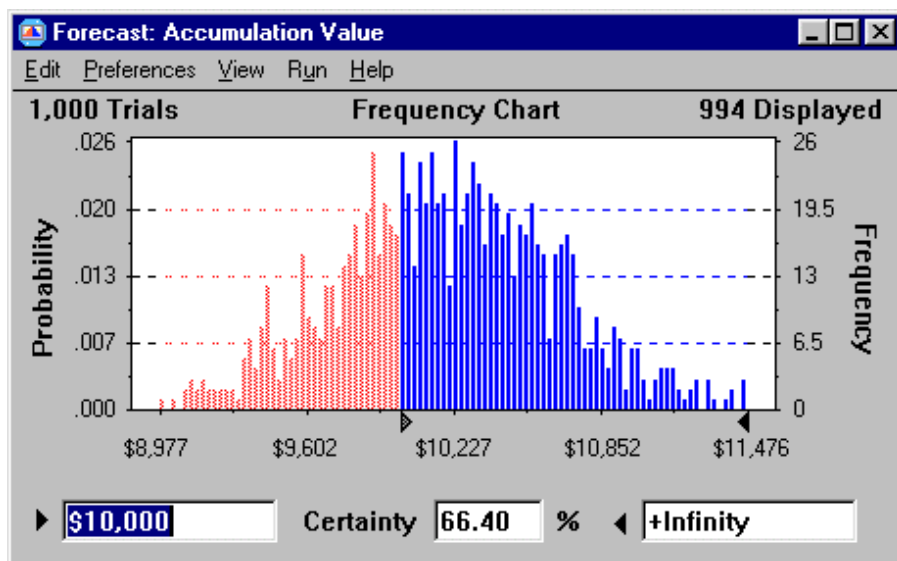 Forecast: Accumulation Value
Edit Preferences View Run Help
1,000 Trials Frequency Chart 994 Displayed
Probability
.026
.020
.013
.007
.000
26
19.5
13
6.5
0
Frequency
$8,977 $9,602 $10,227 $10,852 $11,476
$10,000 Certainty 66.40 % +Infinity